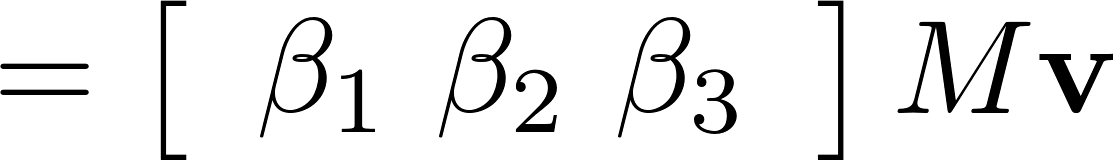 = [ β₁ β₂ β₃ ] M𝐯